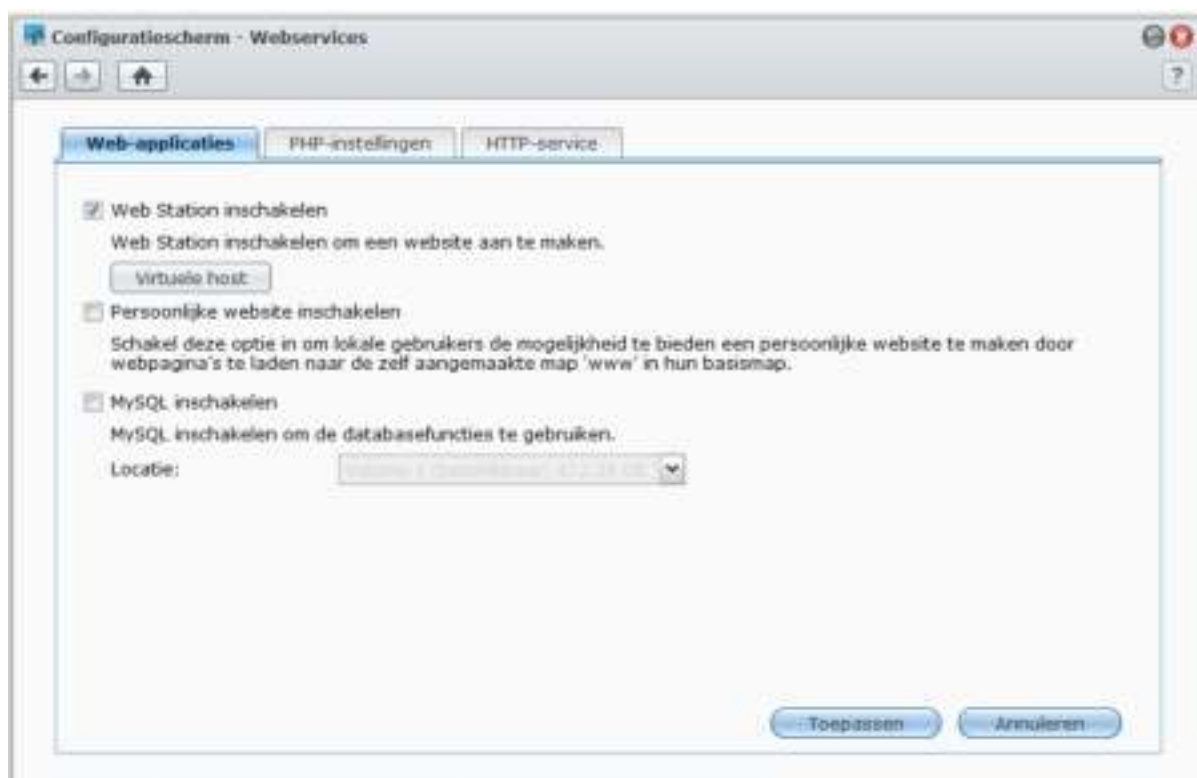 Configuratiescherm - Webservices
?
Web-applicaties PHP-instellingen HTTP-service
Web Station inschakelen
Web Station inschakelen om een website aan te maken.
Virtuele host
Persoonlijke website inschakelen
Schakel deze optie in om lokale gebruikers de mogelijkheid te bieden een persoonlijke website te maken door
webpagina's te laden naar de zelf aangemaakte map 'www' in hun basismap.
MySQL inschakelen
MySQL inschakelen om de databasefuncties te gebruiken.
Locatie:
Toepassen Annuleren